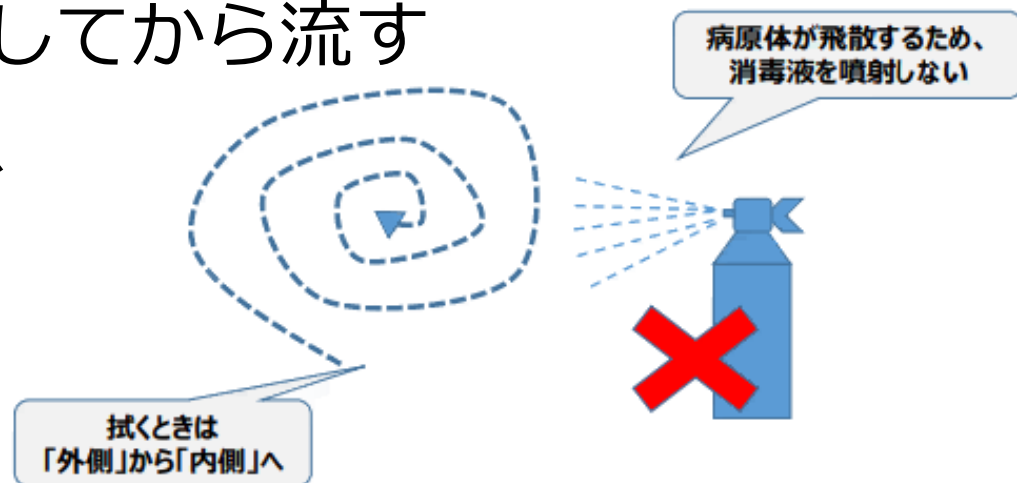 してから流す
病原体が飛散するため、
消毒液を噴射しない
拭くときは
「外側」から「内側」へ